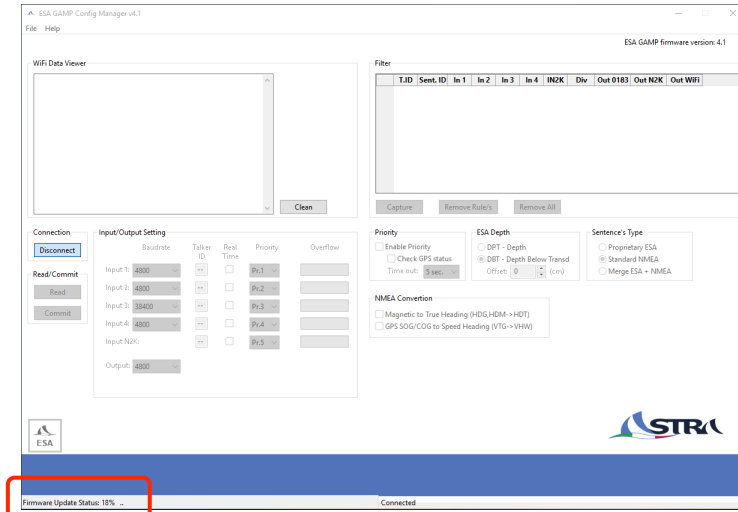 ESA GAMP Config Manager v4.1
File Help
ESA GAMP firmware version: 4.1
WiFi Data Viewer
Clean
Filter
T.ID Sent. ID In 1 In 2 In 3 In 4 IN2K Div Out 0183 Out N2K Out WiFi
Capture Remove Rule/s Remove All
Connection
Disconnect
Read/Commit
Read
Commit
Input/Output Setting
Baudrate Talker ID Real Time Priority Overflow
Input 1: 4800 -- Pr.1
Input 2: 4800 -- Pr.2
Input 3: 38400 -- Pr.3
Input 4: 4800 -- Pr.4
Input N2K: -- Pr.5
Output: 4800
Priority
Enable Priority
Check GPS status
Time out: 5 sec.
ESA Depth
DPT - Depth
DBT - Depth Below Transd
Offset: 0 (cm)
Sentence's Type
Proprietary ESA
Standard NMEA
Merge ESA + NMEA
NMEA Convertion
Magnetic to True Heading (HDG,HDM->HDT)
GPS SOG/COG to Speed Heading (VTG->VHW)
ESA
ASTRA
Firmware Update Status: 18% ..
Connected